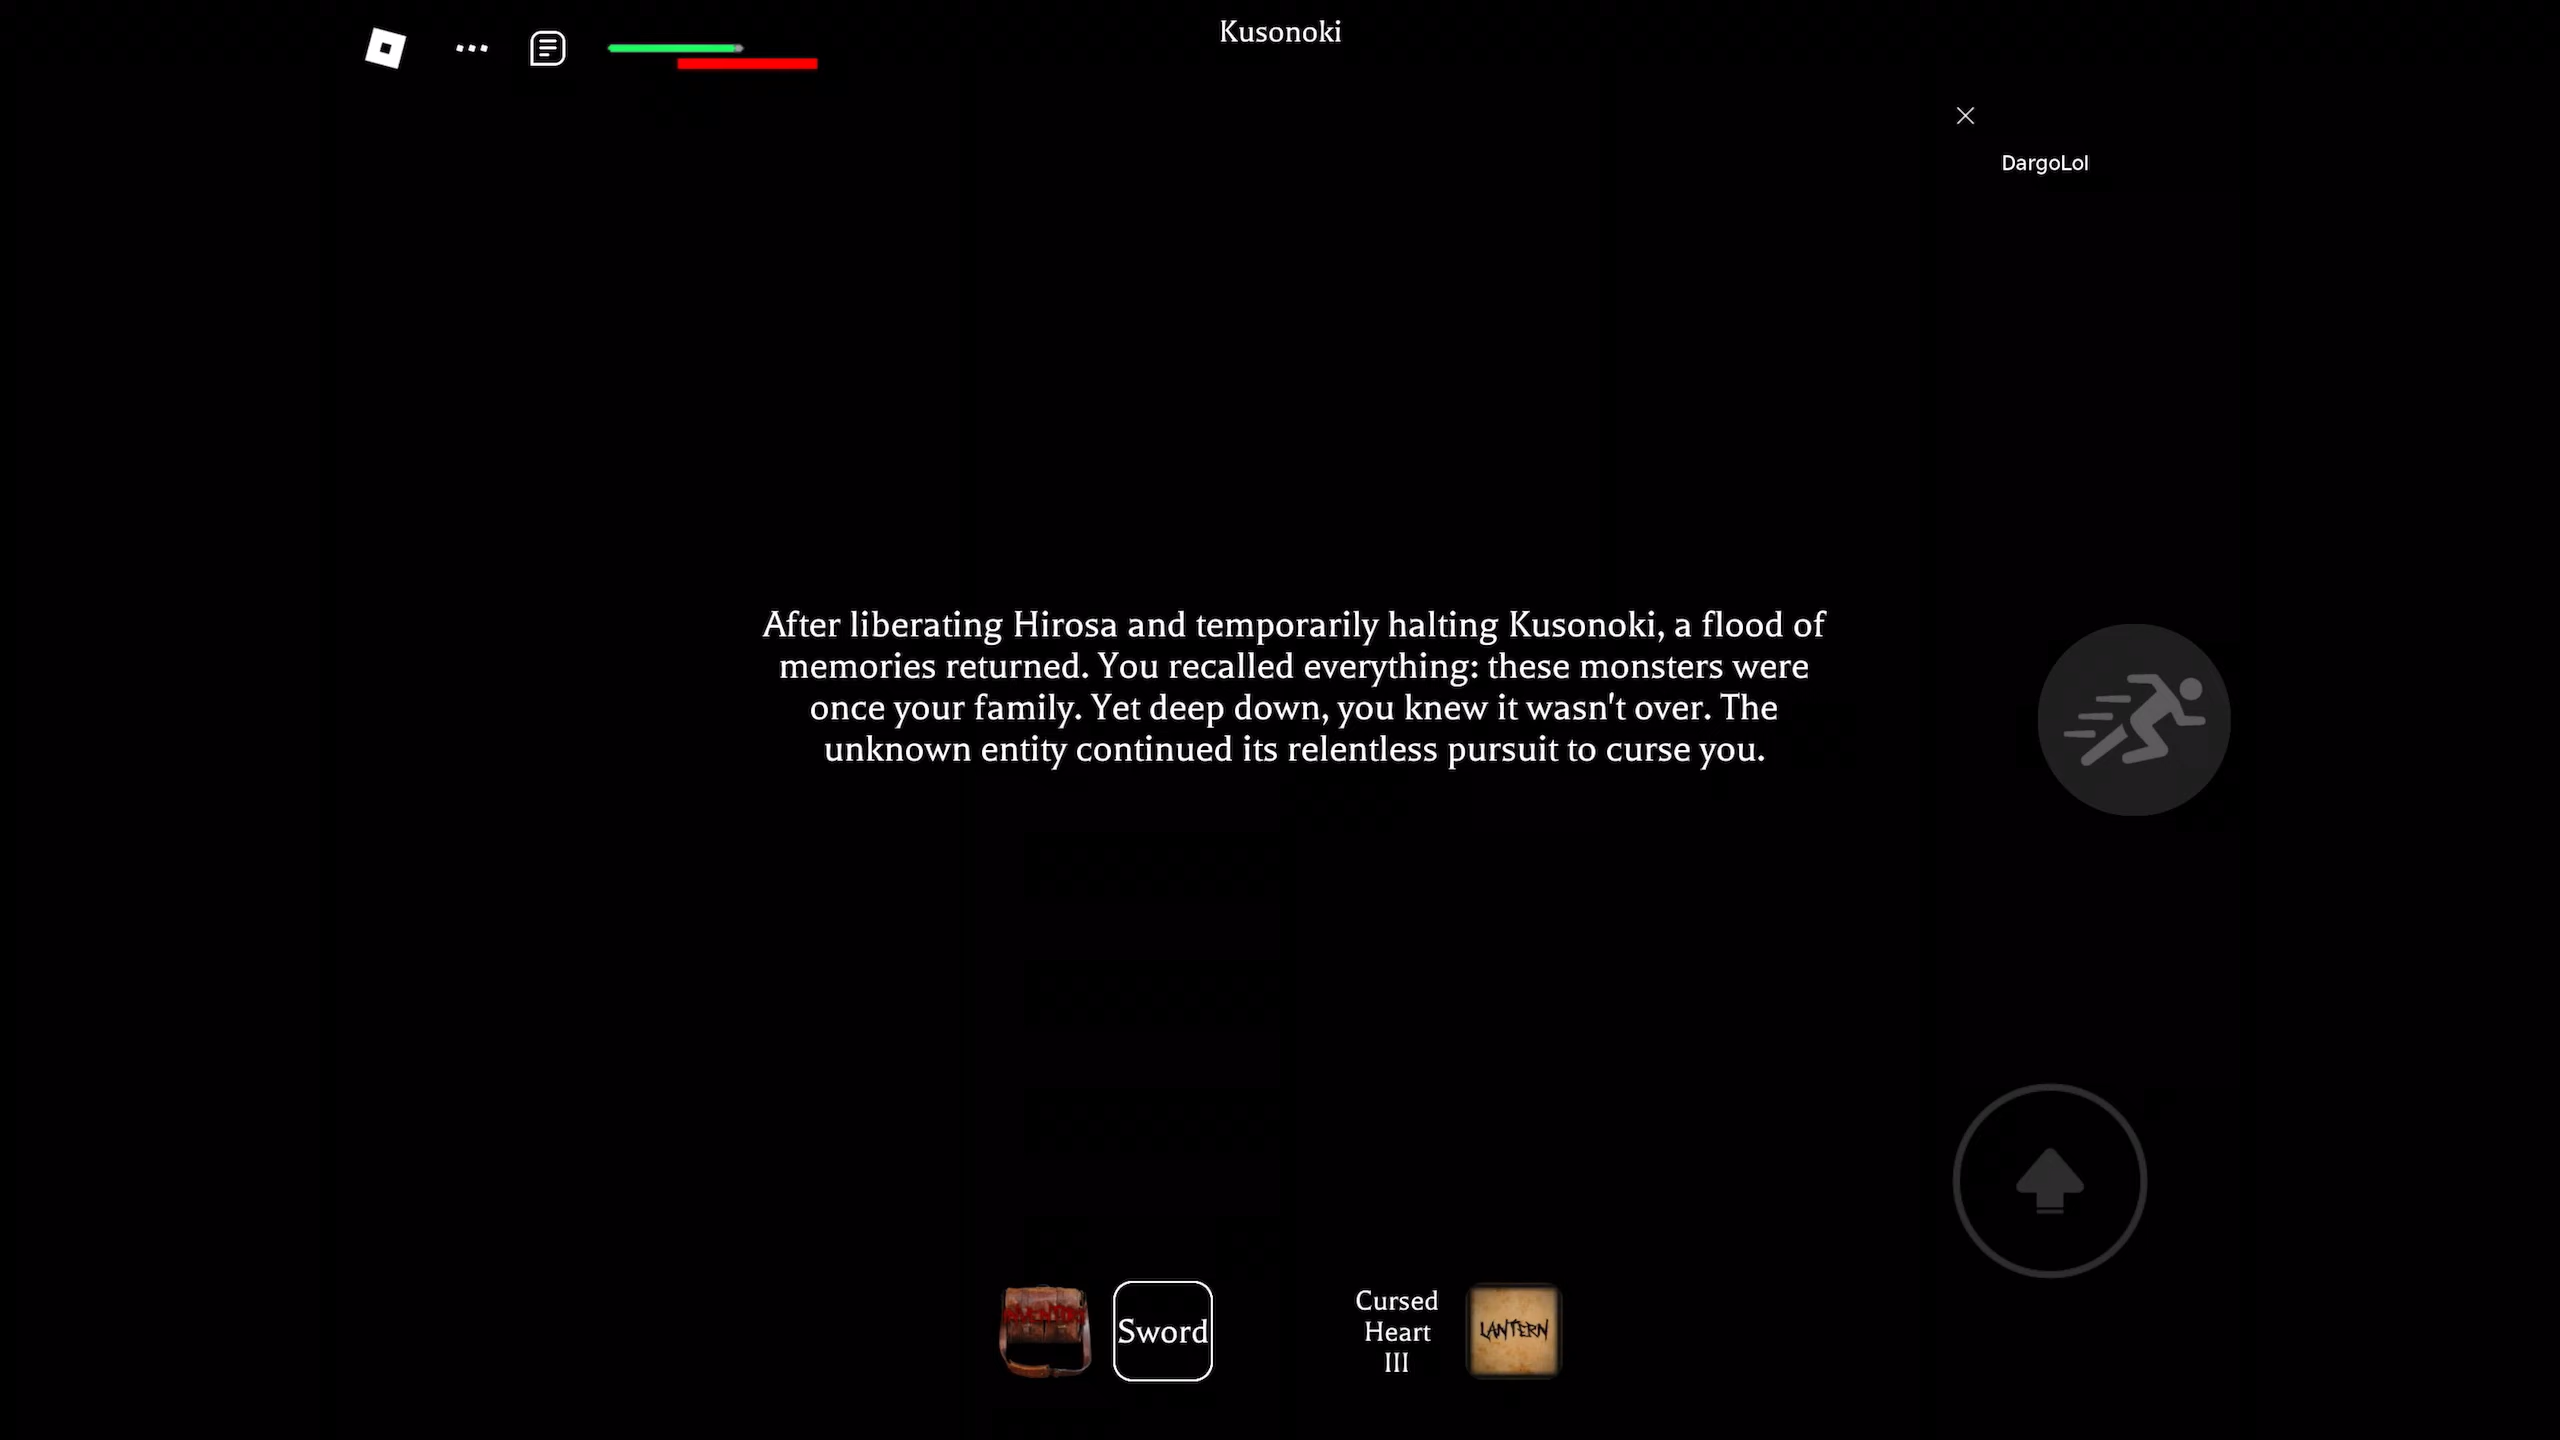 Kusonoki
DargoLol
After liberating Hirosa and temporarily halting Kusonoki, a flood of
memories returned. You recalled everything: these monsters were
once your family. Yet deep down, you knew it wasn't over. The
unknown entity continued its relentless pursuit to curse you.
Sword
Cursed
Heart
III
LANTERN